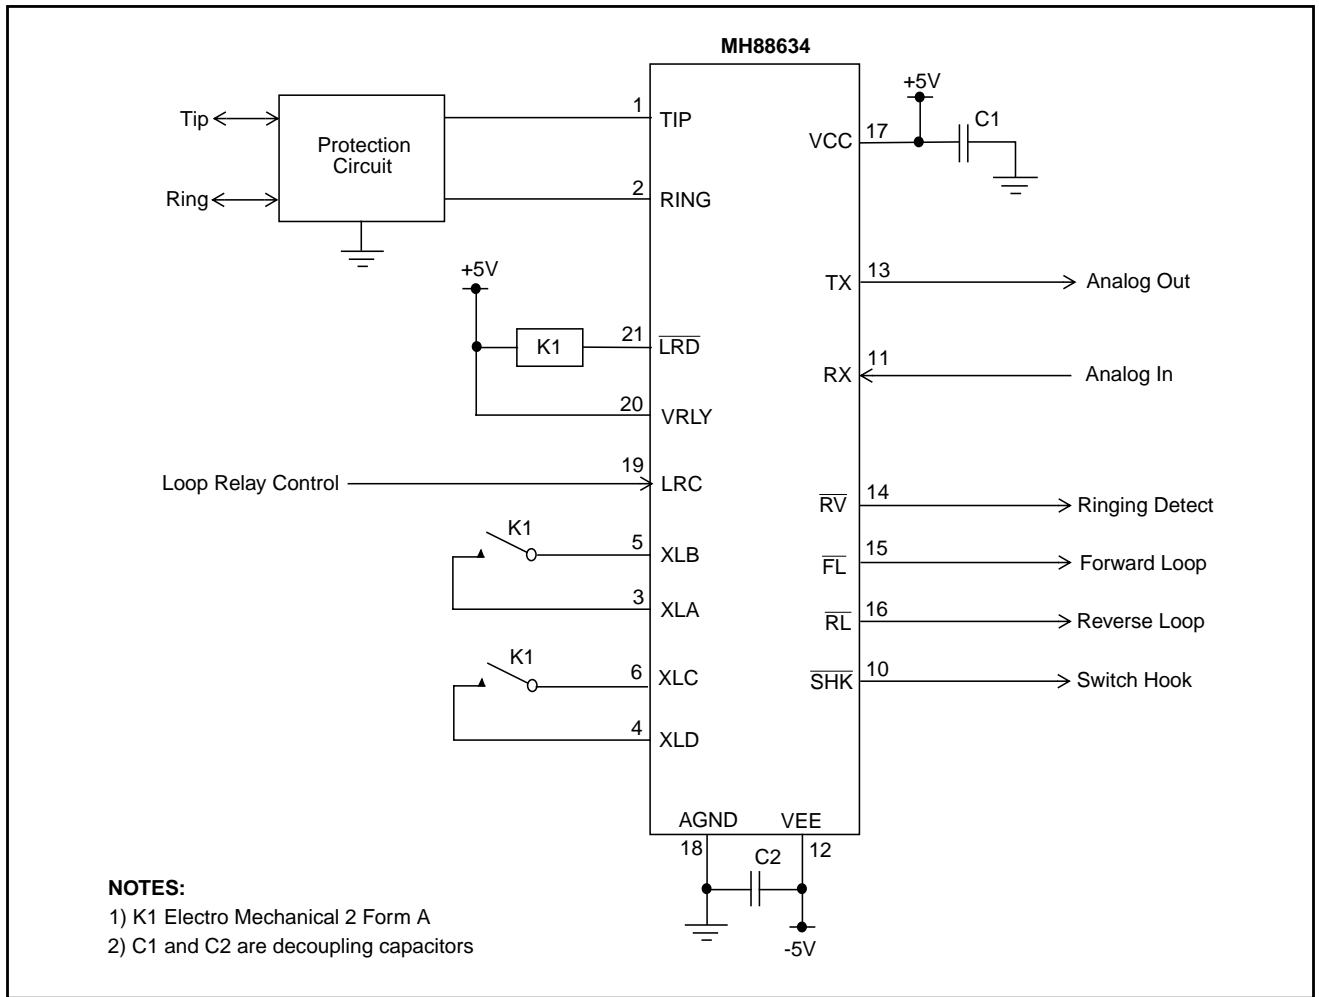 MH88634
Tip
Ring
Protection
Circuit
1
TIP
2
RING
+5V
K1
21
LRD
20
VRLY
Loop Relay Control
19
LRC
K1
5
XLB
3
XLA
K1
6
XLC
4
XLD
+5V
C1
VCC
17
TX
13
Analog Out
RX
11
Analog In
RV
14
Ringing Detect
FL
15
Forward Loop
RL
16
Reverse Loop
SHK
10
Switch Hook
AGND
VEE
18
12
C2
-5V
NOTES:
1) K1 Electro Mechanical 2 Form A
2) C1 and C2 are decoupling capacitors